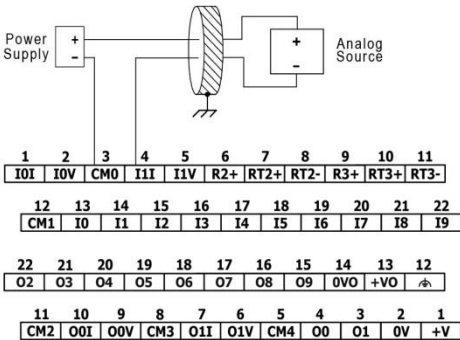 Power Supply
+
-
+
-
Analog Source
1 2 3 4 5 6 7 8 9 10 11
I0I I0V CM0 I1I I1V R2+ RT2+ RT2- R3+ RT3+ RT3-
12 13 14 15 16 17 18 19 20 21 22
CM1 I0 I1 I2 I3 I4 I5 I6 I7 I8 I9
22 21 20 19 18 17 16 15 14 13 12
O2 O3 O4 O5 O6 O7 O8 O9 0VO +VO
11 10 9 8 7 6 5 4 3 2 1
CM2 O0I O0V CM3 O1I O1V CM4 O0 O1 0V +V